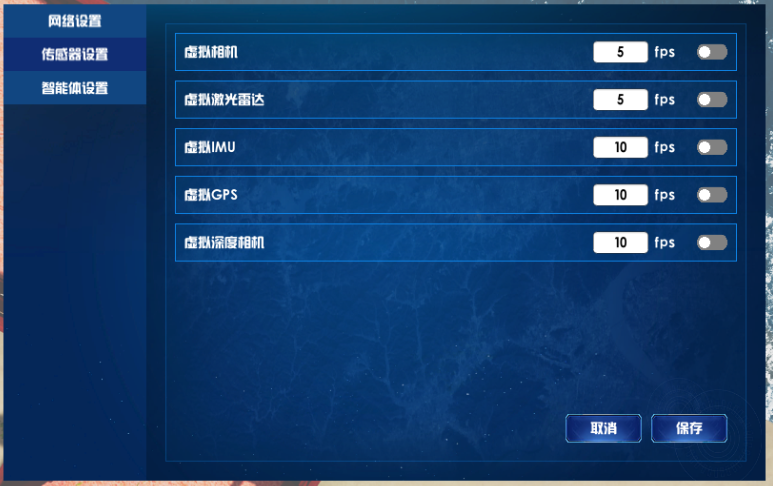 网络设置
传感器设置
智能体设置
虚拟相机 5 fps
虚拟激光雷达 5 fps
虚拟IMU 10 fps
虚拟GPS 10 fps
虚拟深度相机 10 fps
取消 保存